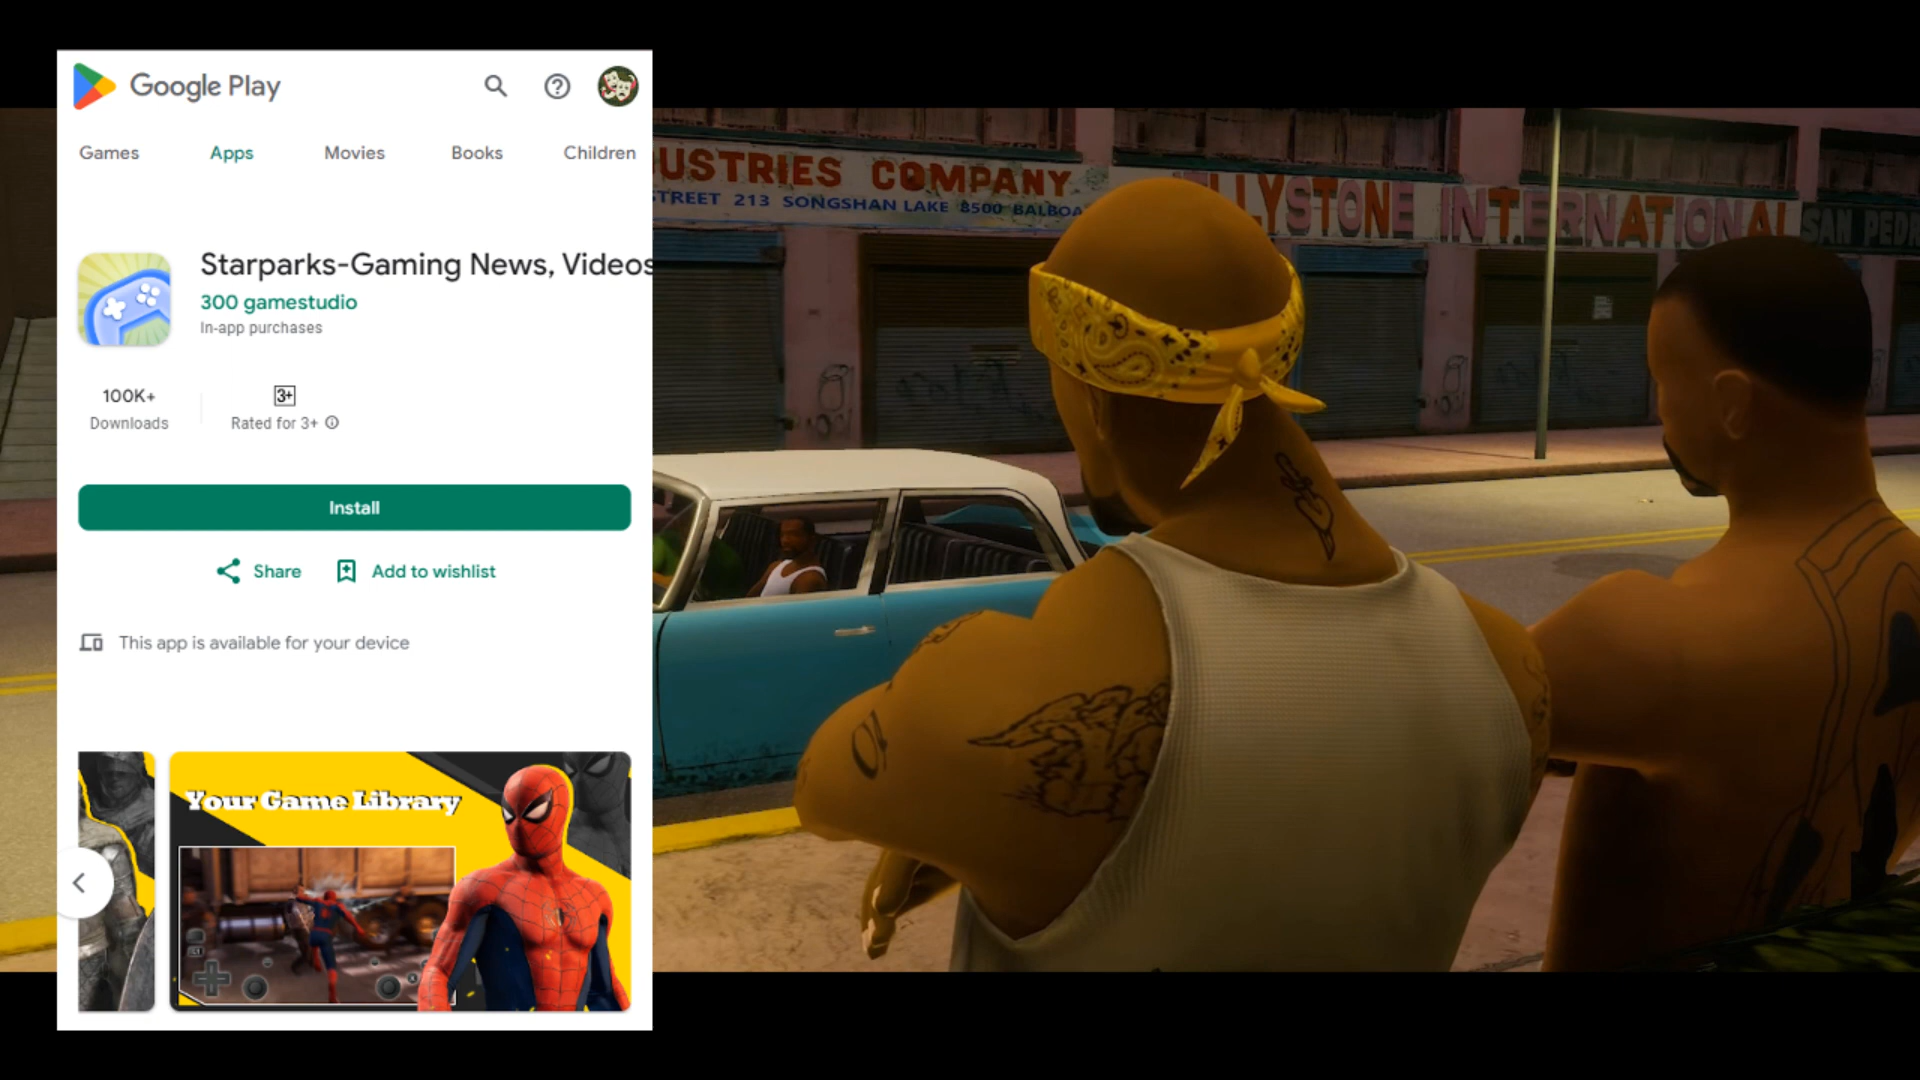 Google Play
Games Apps Movies Books Children
Starparks-Gaming News, Videos
300 gamestudio
In-app purchases
100K+
Downloads
3+
Rated for 3+
Install
Share
Add to wishlist
This app is available for your device
Your Game Library
USTRIES COMPANY
TREET 213 SONGSHAN LAKE 8500 BALBOA
LLYSTONE INTERNATIONAL
SAN PEDR